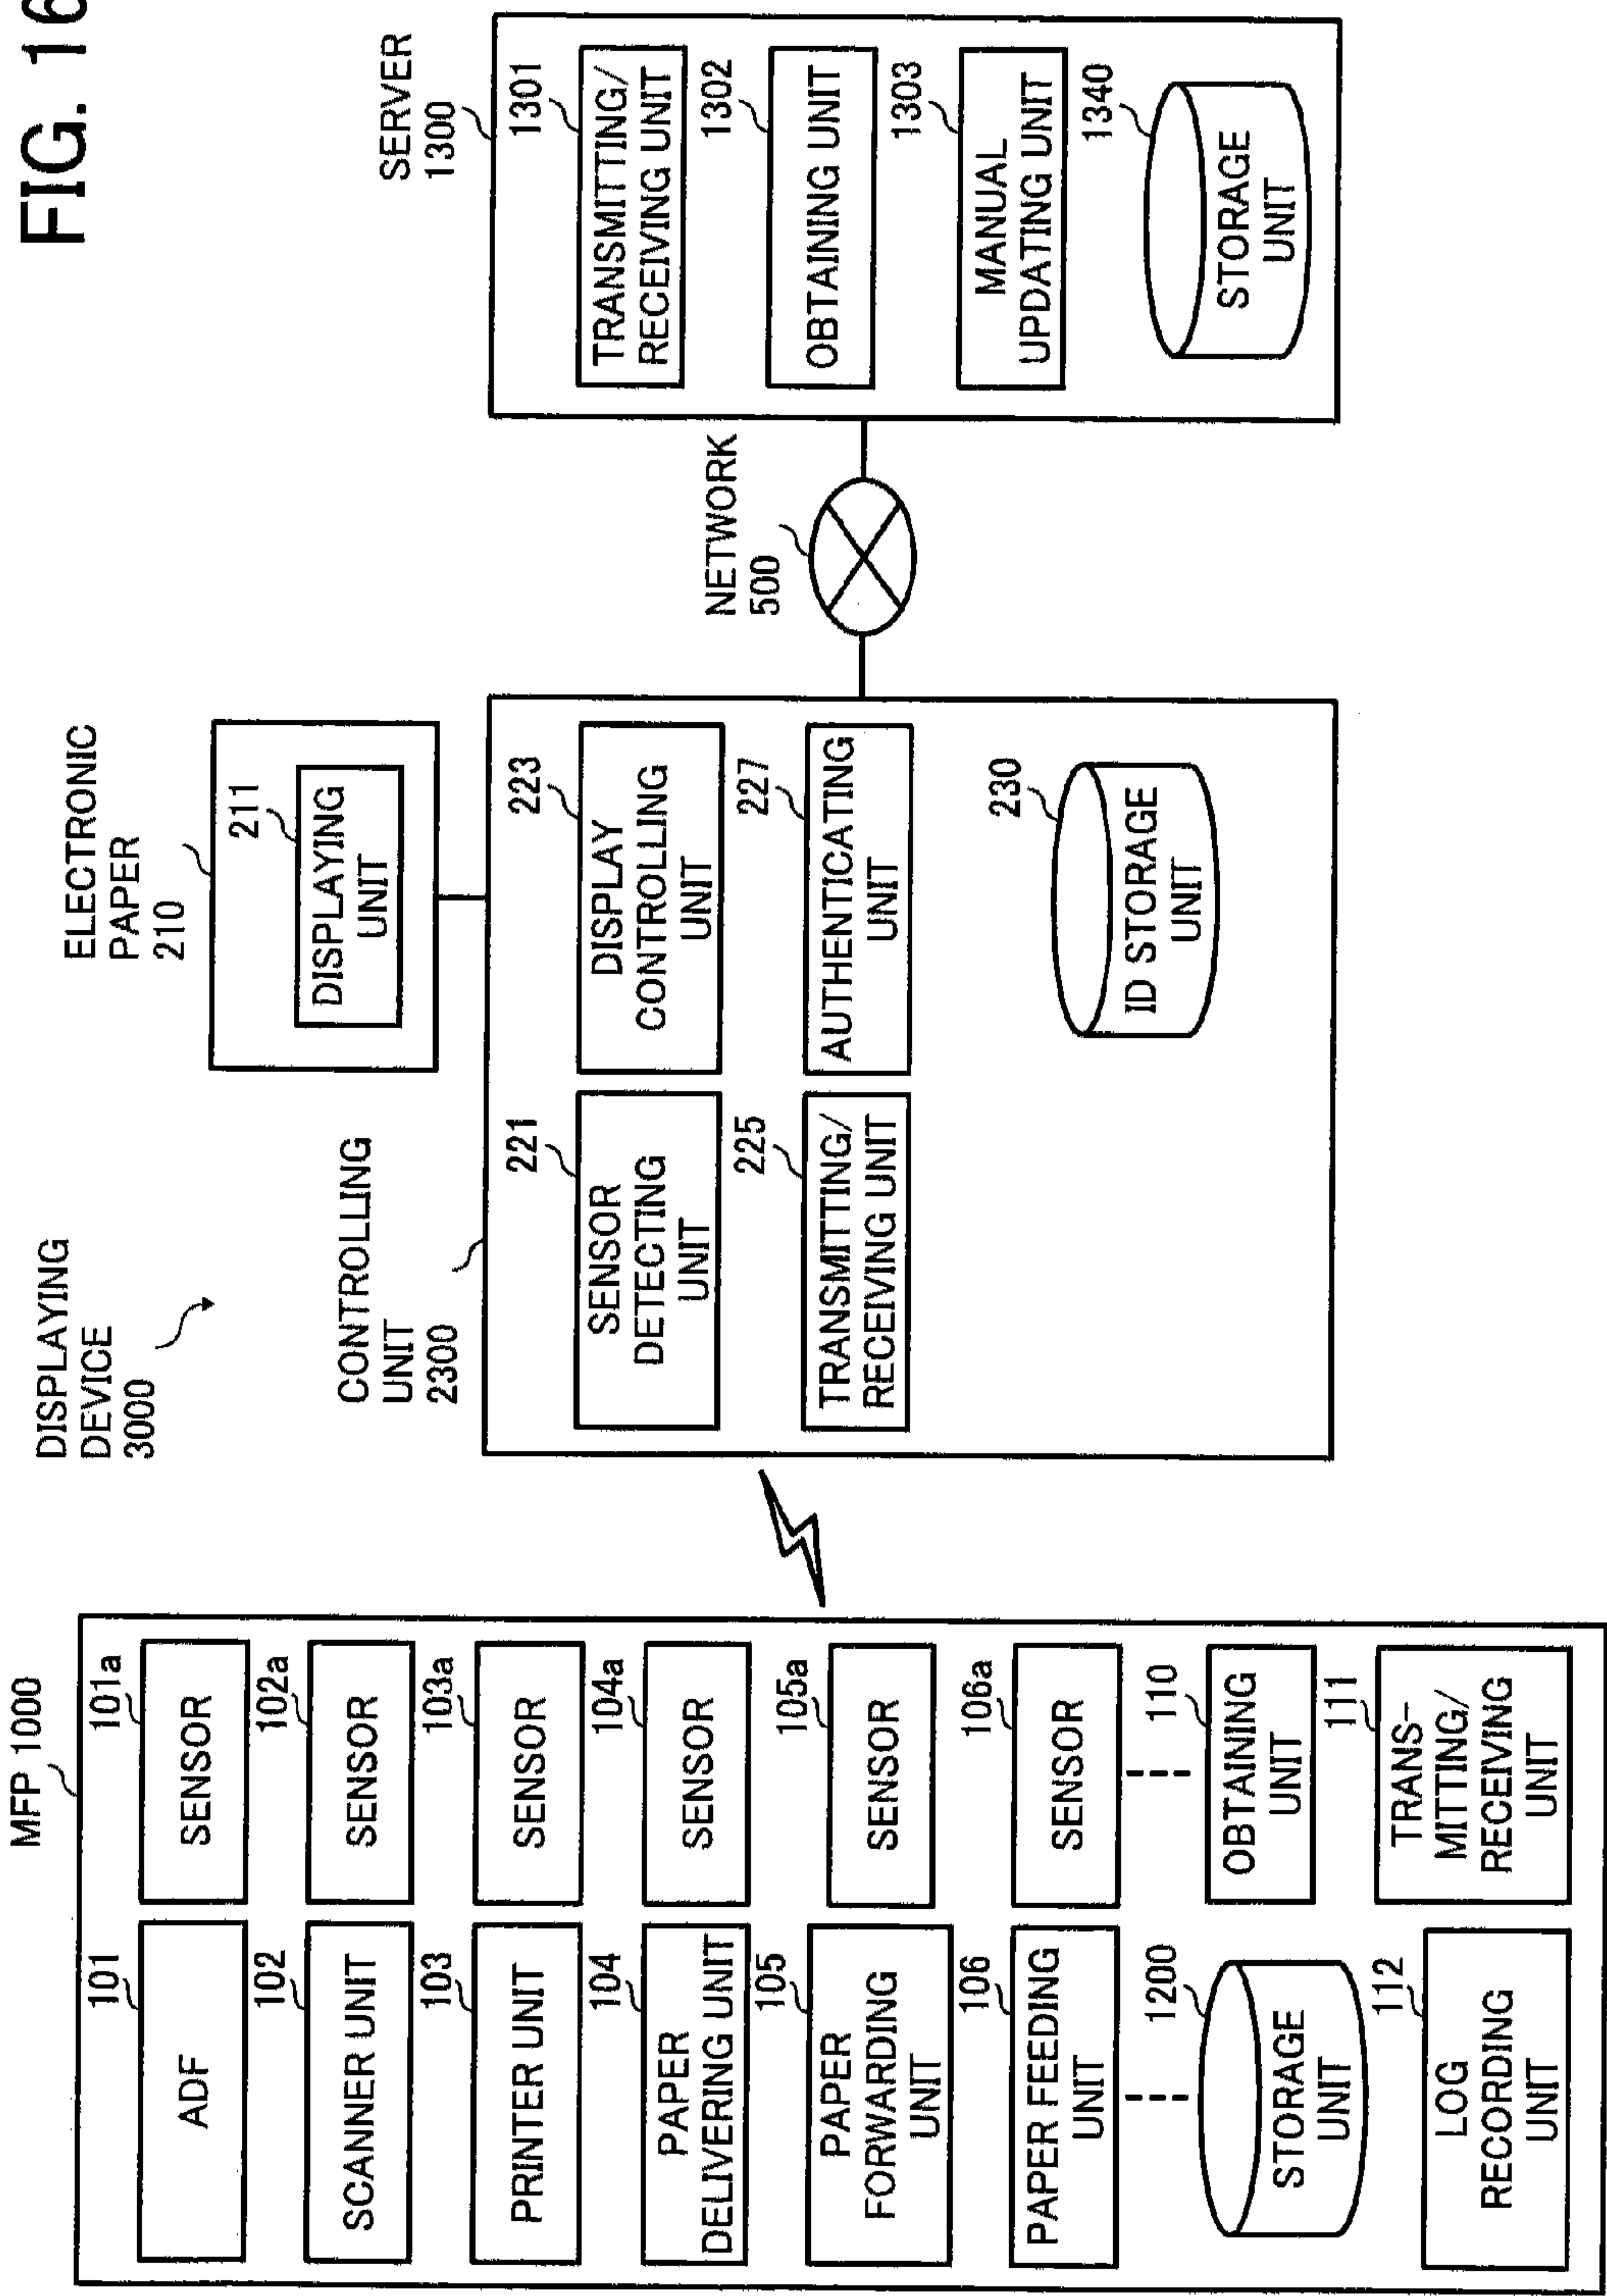 FIG. 16
MFP 1000
101
ADF
101a
SENSOR
102
SCANNER UNIT
102a
SENSOR
103
PRINTER UNIT
103a
SENSOR
104
PAPER
DELIVERING UNIT
104a
SENSOR
105
PAPER
FORWARDING
UNIT
105a
SENSOR
106
PAPER FEEDING
UNIT
106a
SENSOR
1200
STORAGE
UNIT
110
OBTAINING
UNIT
112
LOG
RECORDING
UNIT
111
TRANS-
MITTING/
RECEIVING
UNIT
DISPLAYING
DEVICE
3000
ELECTRONIC
PAPER
210
211
DISPLAYING
UNIT
CONTROLLING
UNIT
2300
221
SENSOR
DETECTING
UNIT
223
DISPLAY
CONTROLLING
UNIT
225
TRANSMITTING/
RECEIVING UNIT
227
AUTHENTICATING
UNIT
230
ID STORAGE
UNIT
NETWORK
500
SERVER
1300
1301
TRANSMITTING/
RECEIVING UNIT
1302
OBTAINING UNIT
1303
MANUAL
UPDATING UNIT
1340
STORAGE
UNIT